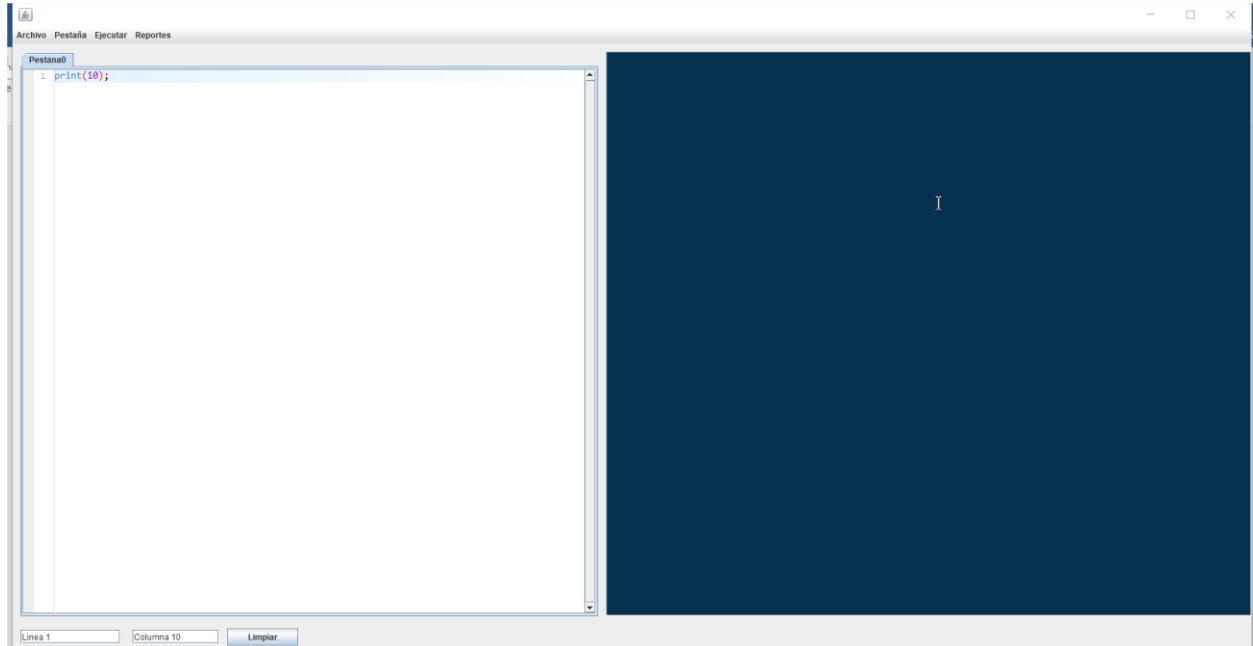 Archivo Pestaña Ejecutar Reportes
Pestana0
1 print(10);
Linea 1 Columna 10 Limpiar